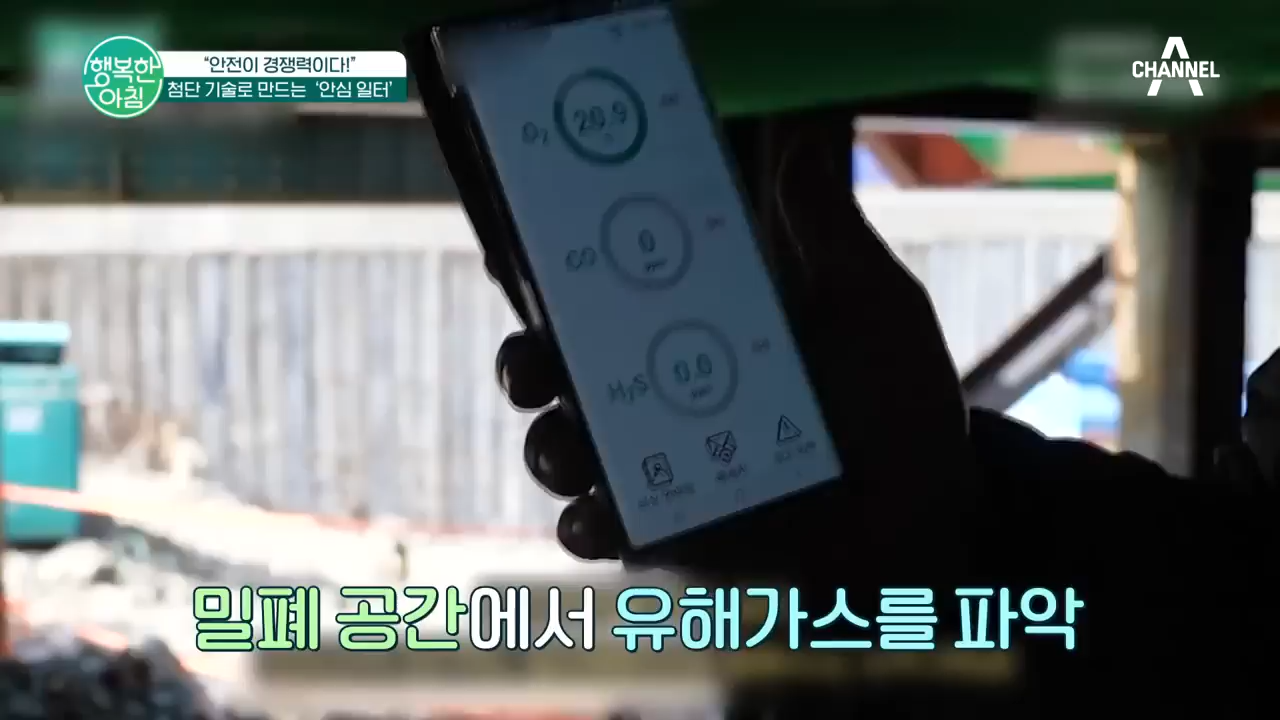 행복한
아침
“안전이 경쟁력이다!”
첨단 기술로 만드는 ‘안심 일터’
CHANNEL
O₂
20.9
CO
0
ppm
H₂S
0.0
ppm
밀폐 공간에서 유해가스를 파악